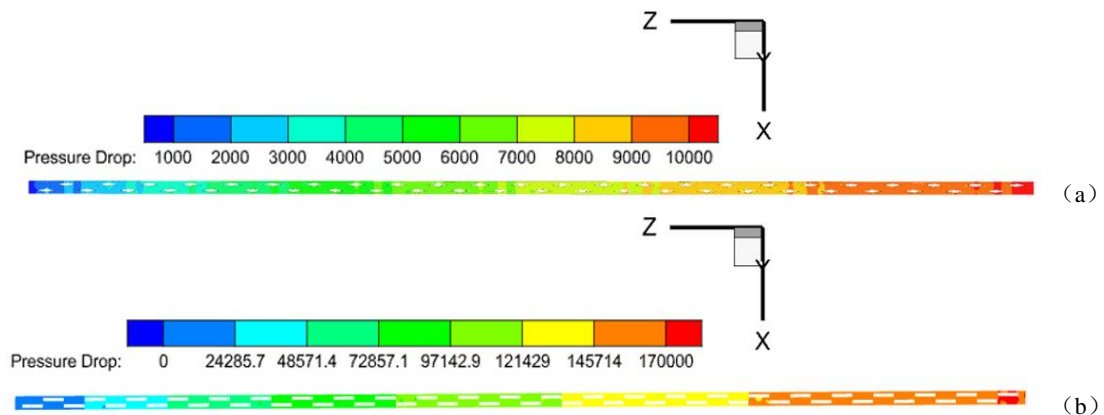 Z
Y
X
Pressure Drop: 1000 2000 3000 4000 5000 6000 7000 8000 9000 10000
（a）
Z
Y
X
Pressure Drop: 0 24285.7 48571.4 72857.1 97142.9 121429 145714 170000
（b）